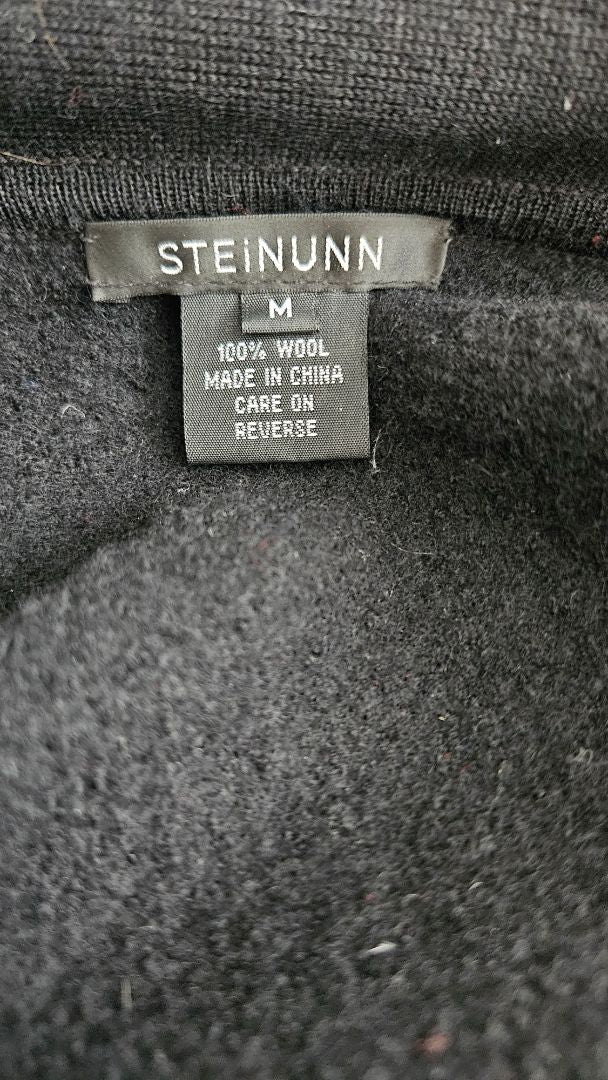 STEiNUNN
M
100% WOOL
MADE IN CHINA
CARE ON
REVERSE